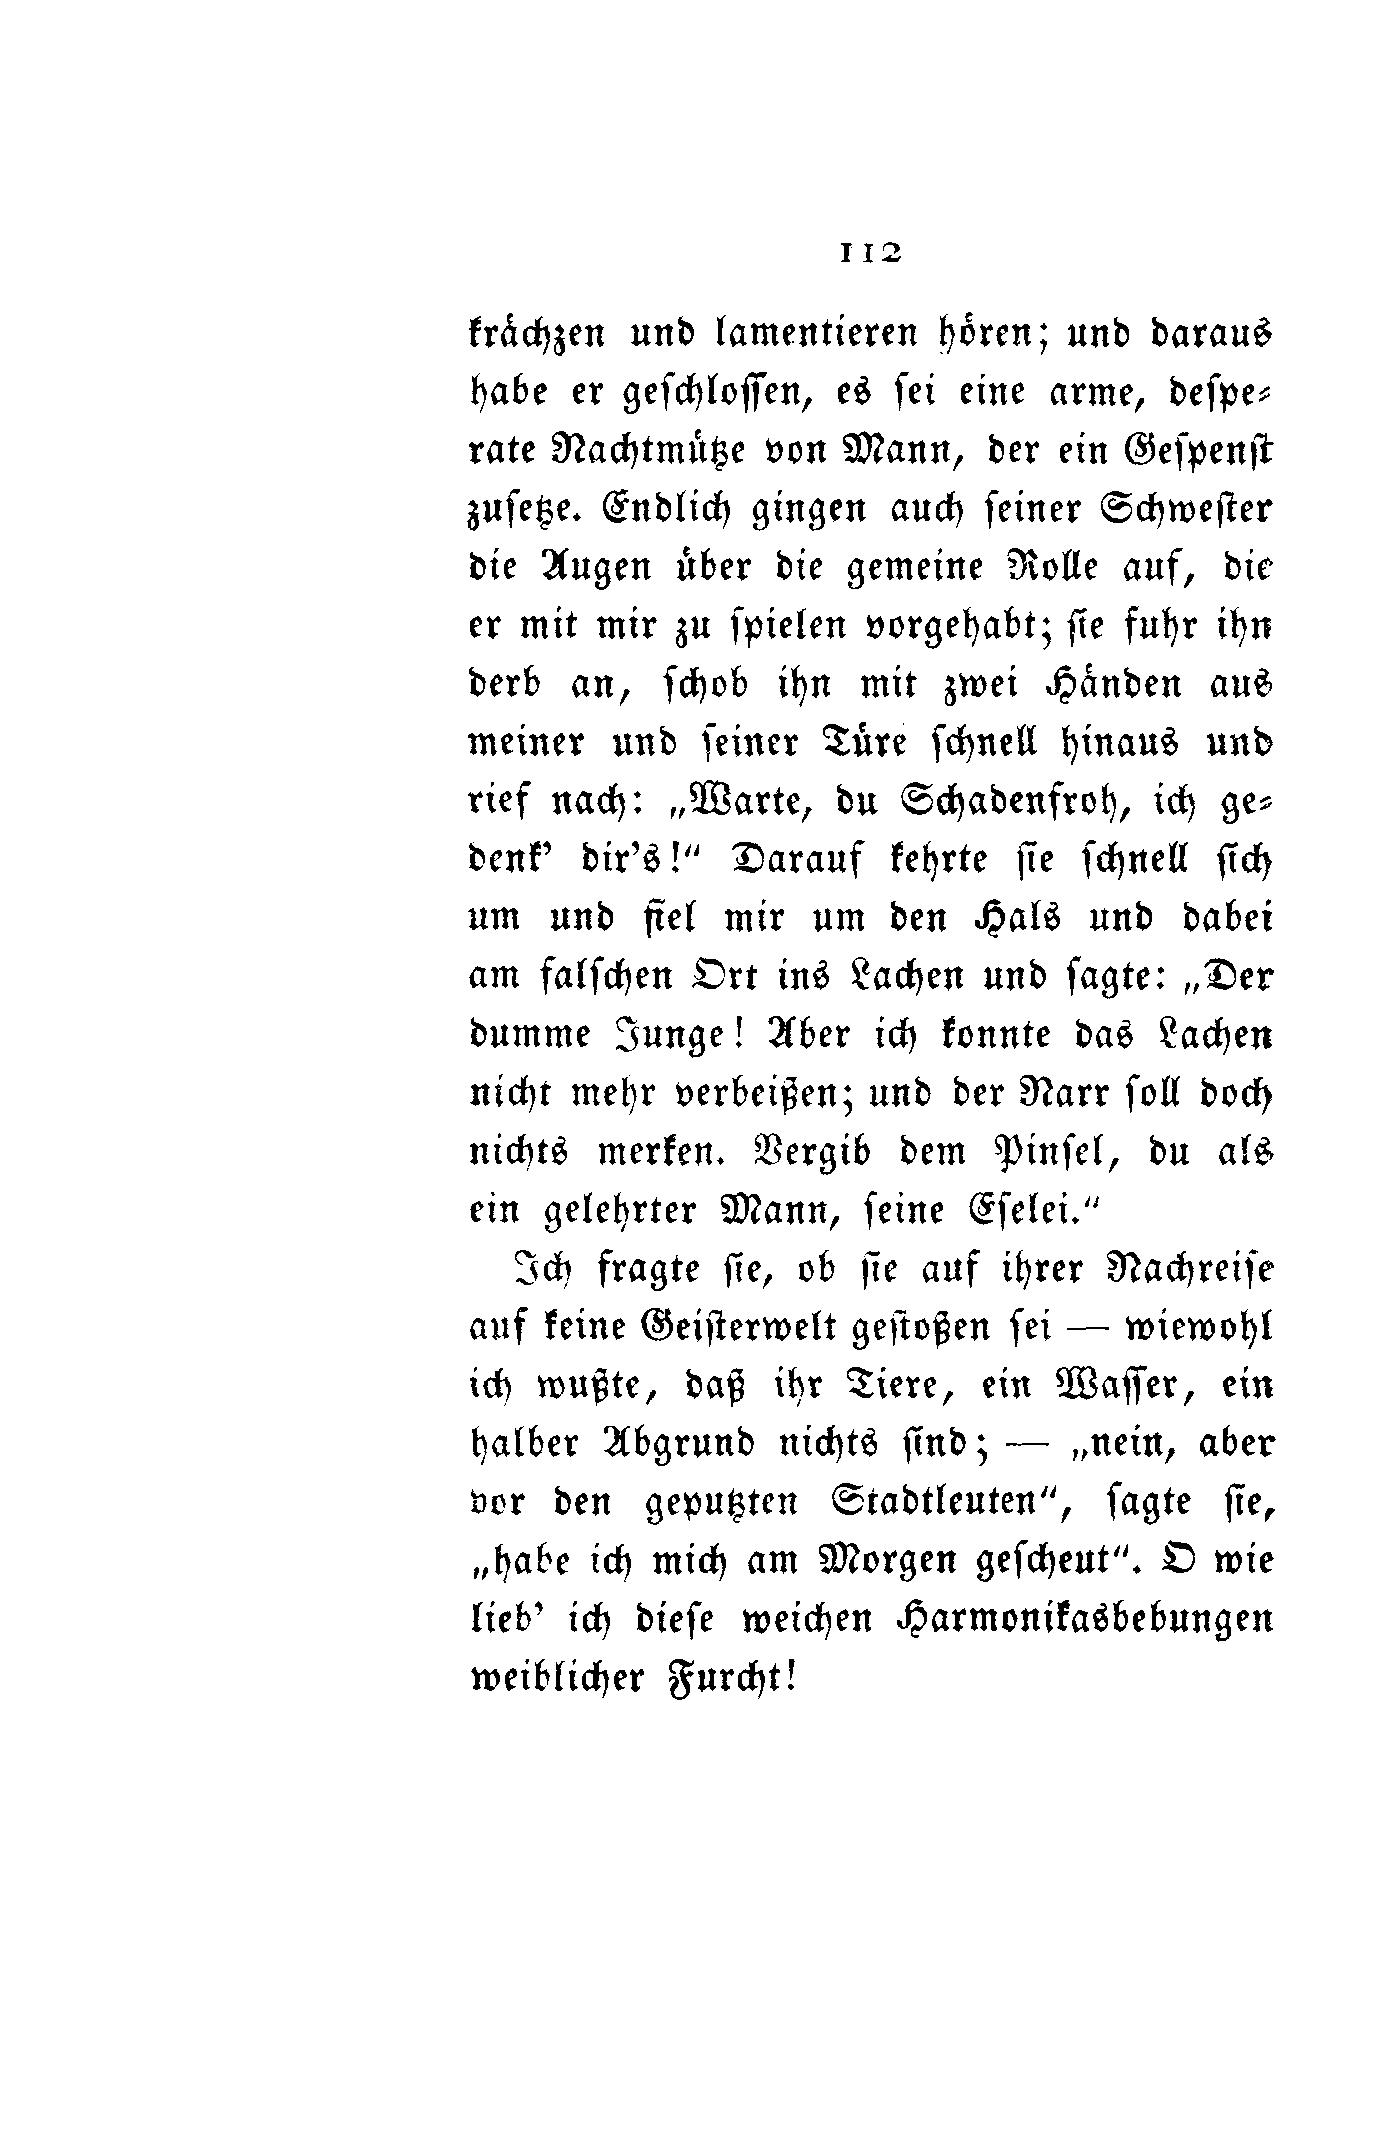 112
krächzen und lamentieren hören; und daraus
habe er geschlossen, es sei eine arme, despe-
rate Nachtmütze von Mann, der ein Gespenst
zusetze. Endlich gingen auch seiner Schwester
die Augen über die gemeine Rolle auf, die
er mit mir zu spielen vorgehabt; sie fuhr ihn
derb an, schob ihn mit zwei Händen aus
meiner und seiner Türe schnell hinaus und
rief nach: „Warte, du Schadenfroh, ich ge-
denk’ dir’s!“ Darauf kehrte sie schnell sich
um und fiel mir um den Hals und dabei
am falschen Ort ins Lachen und sagte: „Der
dumme Junge! Aber ich konnte das Lachen
nicht mehr verbeißen; und der Narr soll doch
nichts merken. Vergib dem Pinsel, du als
ein gelehrter Mann, seine Eselei.“
Ich fragte sie, ob sie auf ihrer Nachreise
auf keine Geisterwelt gestoßen sei — wiewohl
ich wußte, daß ihr Tiere, ein Wasser, ein
halber Abgrund nichts sind; — „nein, aber
vor den geputzten Stadtleuten“, sagte sie,
„habe ich mich am Morgen gescheut“. O wie
lieb’ ich diese weichen Harmonikasbebungen
weiblicher Furcht!